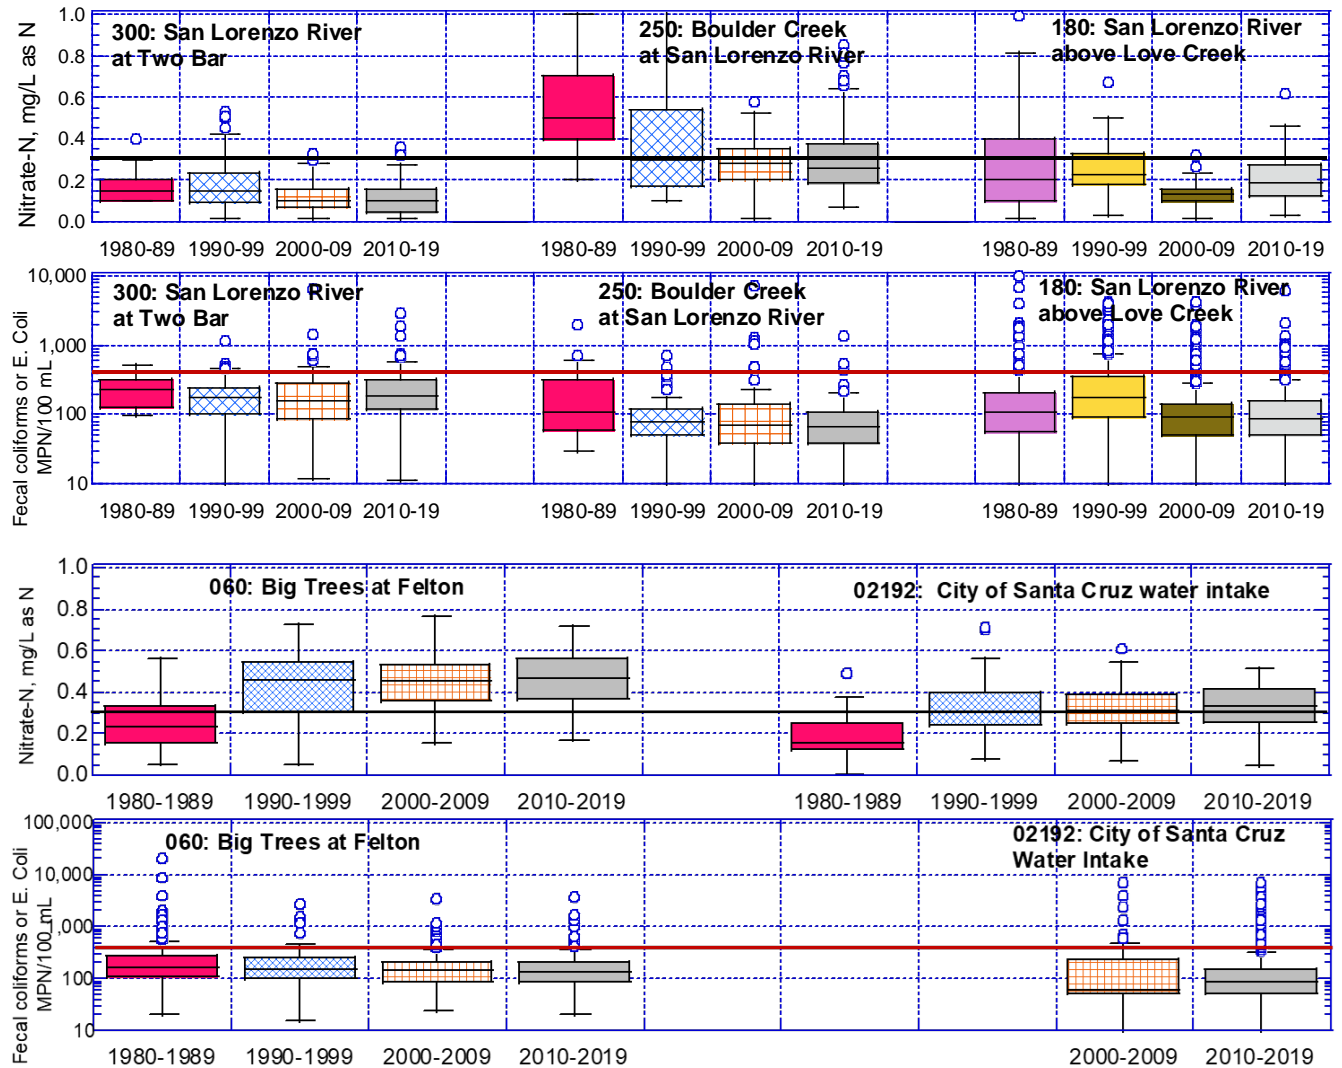 1.0
0.8
0.6
0.4
0.2
0.0
Nitrate-N, mg/L as N
300: San Lorenzo River
at Two Bar
250: Boulder Creek
at San Lorenzo River
180: San Lorenzo River
above Love Creek
1980-89 1990-99 2000-09 2010-19 1980-89 1990-99 2000-09 2010-19 1980-89 1990-99 2000-09 2010-19
10,000
1,000
100
10
Fecal coliforms or E. Coli
MPN/100 mL
300: San Lorenzo River
at Two Bar
250: Boulder Creek
at San Lorenzo River
180: San Lorenzo River
above Love Creek
1980-89 1990-99 2000-09 2010-19 1980-89 1990-99 2000-09 2010-19 1980-89 1990-99 2000-09 2010-19
1.0
0.8
0.6
0.4
0.2
0.0
Nitrate-N, mg/L as N
060: Big Trees at Felton
02192: City of Santa Cruz water intake
1980-1989 1990-1999 2000-2009 2010-2019 1980-1989 1990-1999 2000-2009 2010-2019
100,000
10,000
1,000
100
10
Fecal coliforms or E. Coli
MPN/100 mL
060: Big Trees at Felton
02192: City of Santa Cruz
Water Intake
1980-1989 1990-1999 2000-2009 2010-2019 2000-2009 2010-2019